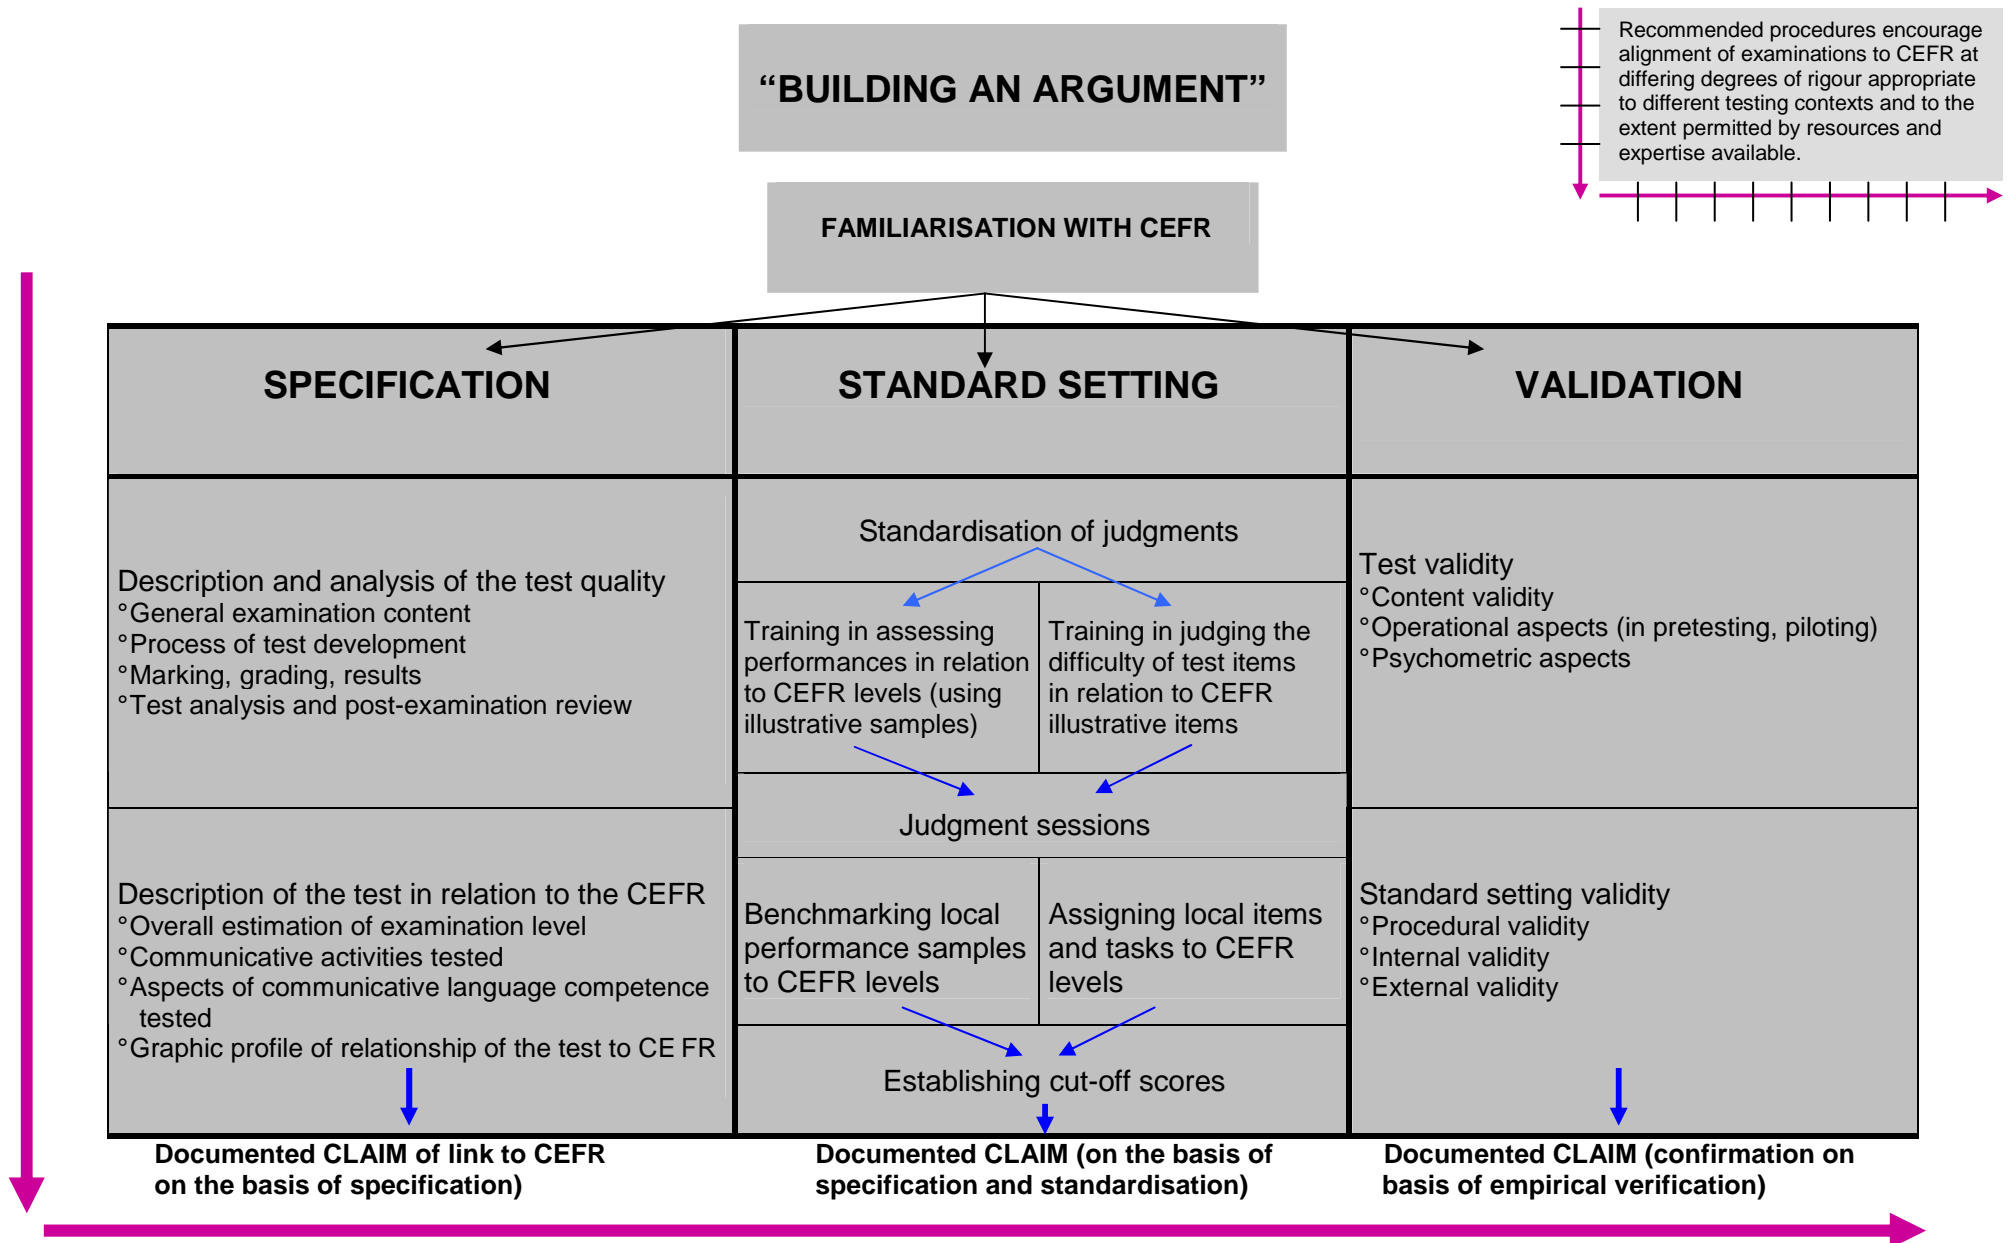 “BUILDING AN ARGUMENT”
Recommended procedures encourage
alignment of examinations to CEFR at
differing degrees of rigour appropriate
to different testing contexts and to the
extent permitted by resources and
expertise available.
FAMILIARISATION WITH CEFR
SPECIFICATION
STANDARD SETTING
VALIDATION
Description and analysis of the test quality
°General examination content
°Process of test development
°Marking, grading, results
°Test analysis and post-examination review
Description of the test in relation to the CEFR
°Overall estimation of examination level
°Communicative activities tested
°Aspects of communicative language competence
tested
°Graphic profile of relationship of the test to CE FR
Standardisation of judgments
Training in assessing
performances in relation
to CEFR levels (using
illustrative samples)
Training in judging the
difficulty of test items
in relation to CEFR
illustrative items
Judgment sessions
Benchmarking local
performance samples
to CEFR levels
Assigning local items
and tasks to CEFR
levels
Establishing cut-off scores
Test validity
°Content validity
°Operational aspects (in pretesting, piloting)
°Psychometric aspects
Standard setting validity
°Procedural validity
°Internal validity
°External validity
Documented CLAIM of link to CEFR
on the basis of specification)
Documented CLAIM (on the basis of
specification and standardisation)
Documented CLAIM (confirmation on
basis of empirical verification)